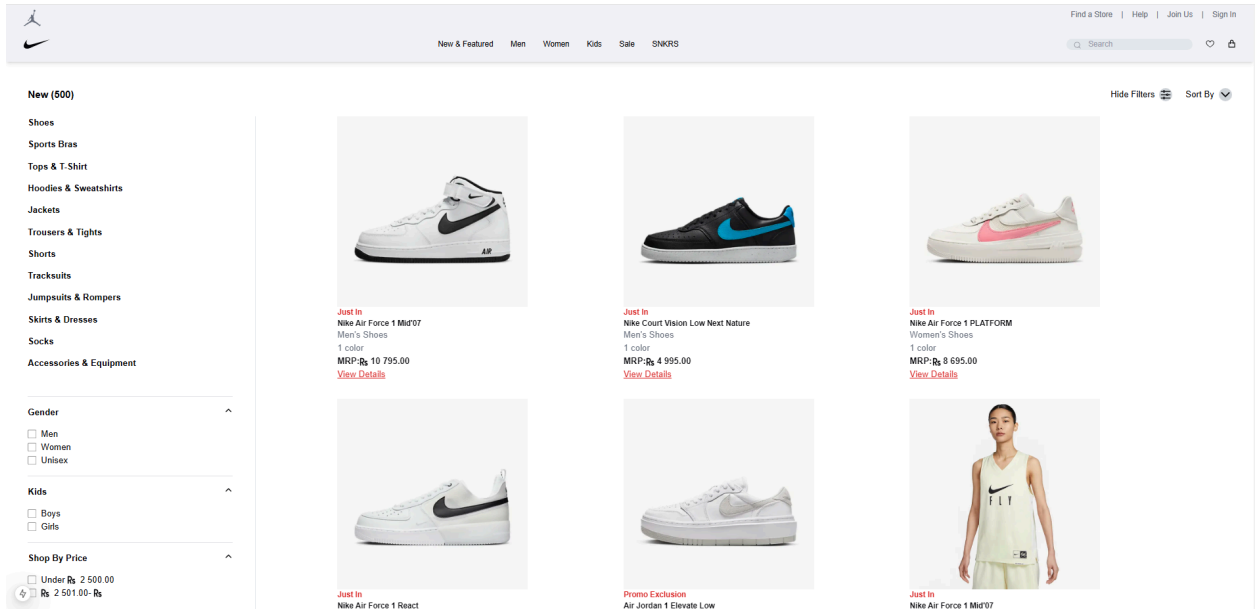 Find a Store | Help | Join Us | Sign In
New & Featured Men Women Kids Sale SNKRS
Search
New (500)
Hide Filters Sort By
Shoes
Sports Bras
Tops & T-Shirt
Hoodies & Sweatshirts
Jackets
Trousers & Tights
Shorts
Tracksuits
Jumpsuits & Rompers
Skirts & Dresses
Socks
Accessories & Equipment
Gender
Men
Women
Unisex
Kids
Boys
Girls
Shop By Price
Under Rs 2 500.00
Rs 2 501.00- Rs
AIR
Just In
Nike Air Force 1 Mid'07
Men's Shoes
1 color
MRP:Rs 10 795.00
View Details
Just In
Nike Court Vision Low Next Nature
Men's Shoes
1 color
MRP:Rs 4 995.00
View Details
Just In
Nike Air Force 1 PLATFORM
Women's Shoes
1 color
MRP:Rs 8 695.00
View Details
Just In
Nike Air Force 1 React
Promo Exclusion
Air Jordan 1 Elevate Low
FLY
Just In
Nike Air Force 1 Mid'07